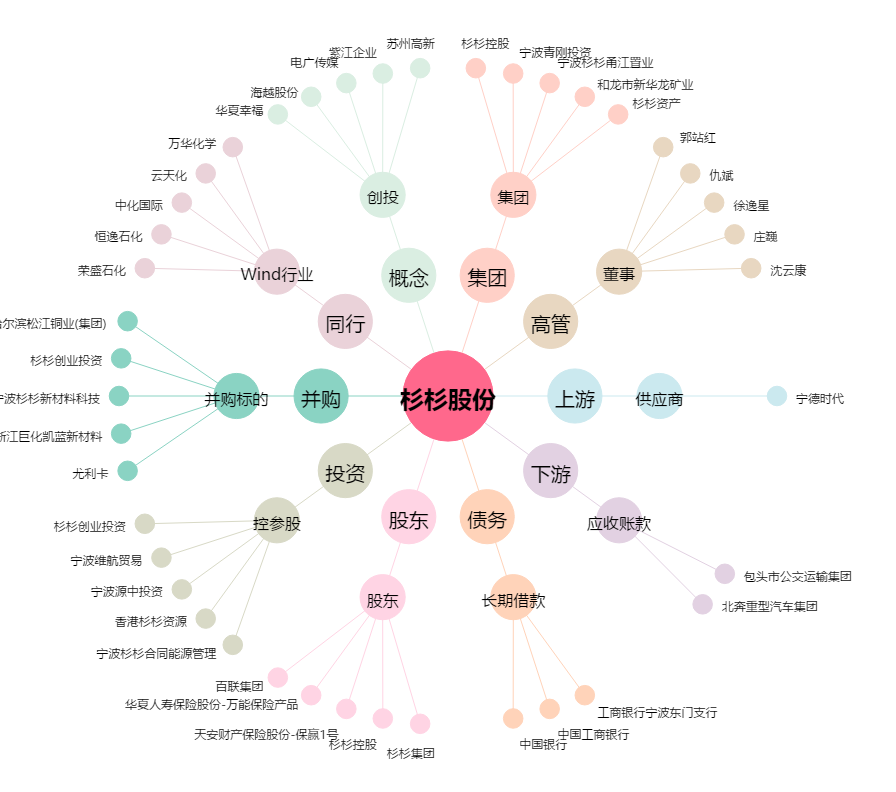 苏州高新
杉杉控股
紫江企业
宁波青刚投资
电广传媒
宁波杉杉甬江置业
海越股份
和龙市新华龙矿业
华夏幸福
杉杉资产
万华化学
郭站红
云天化
仇斌
创投
集团
中化国际
徐逸星
恒逸石化
庄巍
荣盛石化
Wind行业
概念
集团
董事
沈云康
哈尔滨松江铜业(集团)
同行
高管
杉杉创业投资
宁波杉杉新材料科技
并购标的
并购
杉杉股份
上游
供应商
宁德时代
浙江巨化凯蓝新材料
尤利卡
投资
下游
杉杉创业投资
控参股
股东
债务
应收账款
宁波维航贸易
包头市公交运输集团
宁波源中投资
股东
长期借款
北奔重型汽车集团
香港杉杉资源
宁波杉杉合同能源管理
百联集团
华夏人寿保险股份-万能保险产品
工商银行宁波东门支行
天安财产保险股份-保赢1号
中国工商银行
杉杉控股
中国银行
杉杉集团